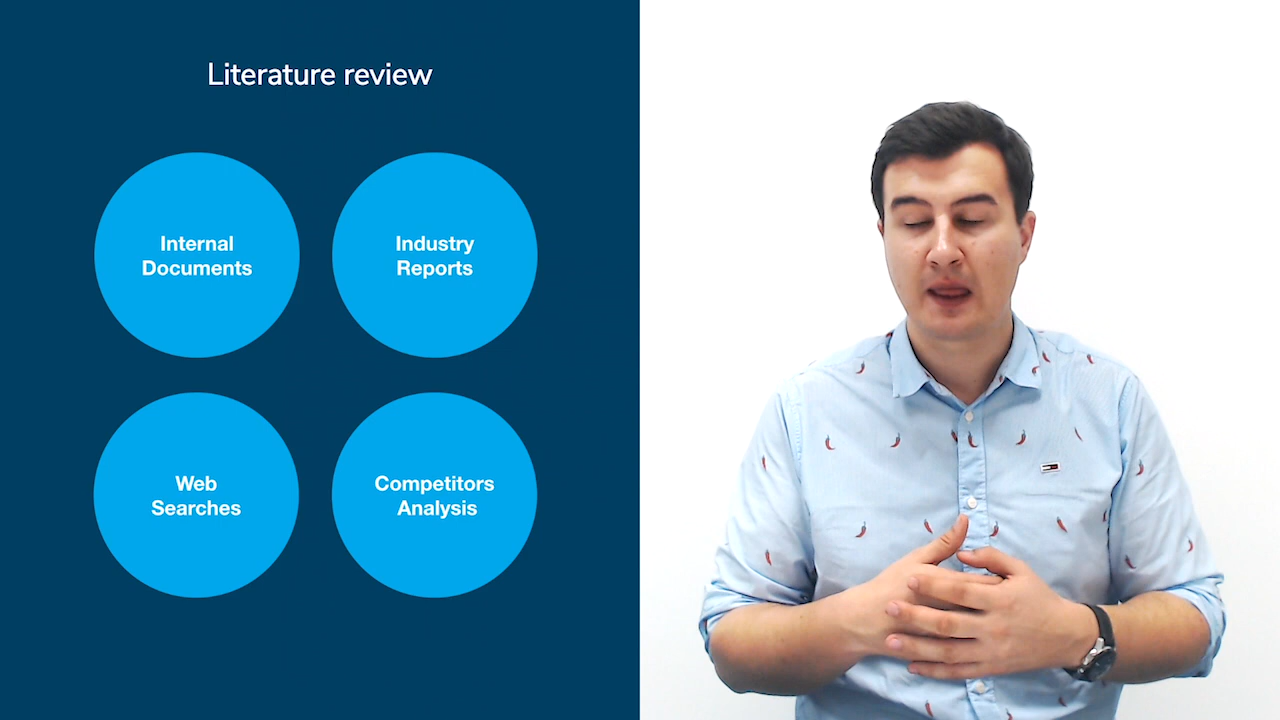 Literature review
Internal
Documents
Industry
Reports
Web
Searches
Competitors
Analysis